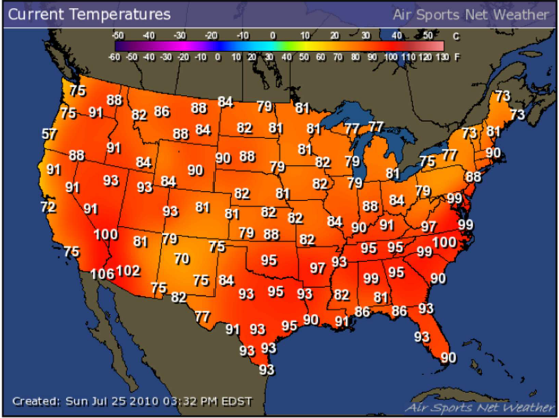 Current Temperatures Air Sports Net Weather
-50 -40 -30 -20 -10 0 10 20 30 40 50 C
-60 -50 -40 -30 -20 -10 0 10 20 30 40 50 60 70 80 90 100 110 120 130 F
75 88 88 84 79 81 73
75 91 82 86 73
57 88 84 82 81 81 77 77 73 81
91 77 90
88 84 90 90 88 79 82 79 75
91 81 88
91 93 93 84 82 81 82 79 79 99
72 91 93 81 81 82 82 84 88 84 99
100 81 79 75 79 88 82 90 91 97 100
75 70 95 95 95 99
106 102 97 93 99 95 90
75 75 84 93 95 93 82 81
82 86 86 93
77 91 93 95 90 91 93
93 93 90
93
Created: Sun Jul 25 2010 03:32 PM EDST
Air Sports Net Weather